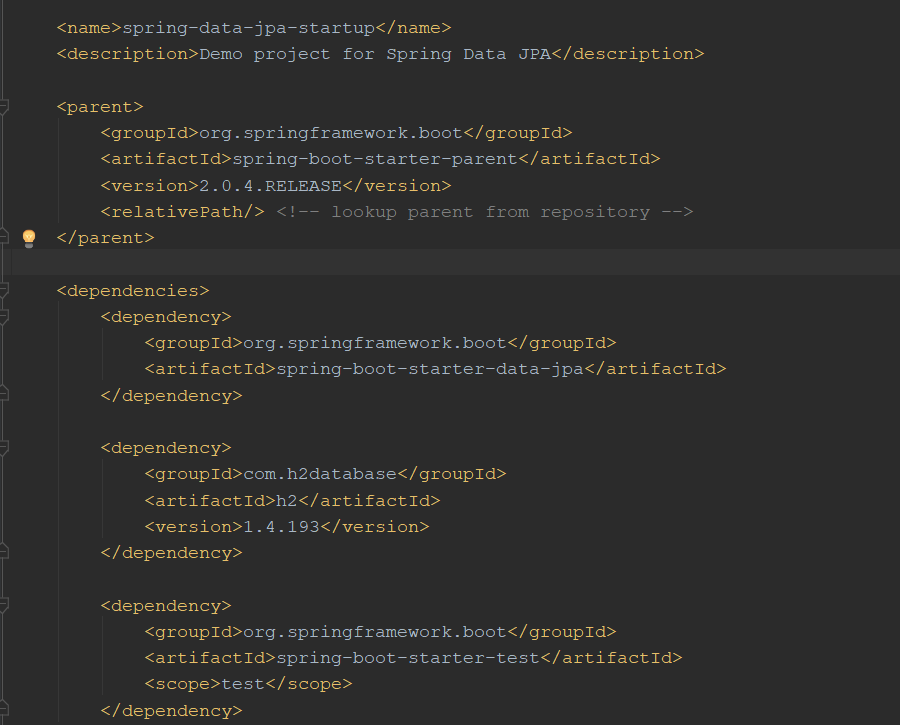 <name>spring-data-jpa-startup</name>
<description>Demo project for Spring Data JPA</description>
<parent>
<groupId>org.springframework.boot</groupId>
<artifactId>spring-boot-starter-parent</artifactId>
<version>2.0.4.RELEASE</version>
<relativePath/> <!-- lookup parent from repository -->
</parent>
<dependencies>
<dependency>
<groupId>org.springframework.boot</groupId>
<artifactId>spring-boot-starter-data-jpa</artifactId>
</dependency>
<dependency>
<groupId>com.h2database</groupId>
<artifactId>h2</artifactId>
<version>1.4.193</version>
</dependency>
<dependency>
<groupId>org.springframework.boot</groupId>
<artifactId>spring-boot-starter-test</artifactId>
<scope>test</scope>
</dependency>